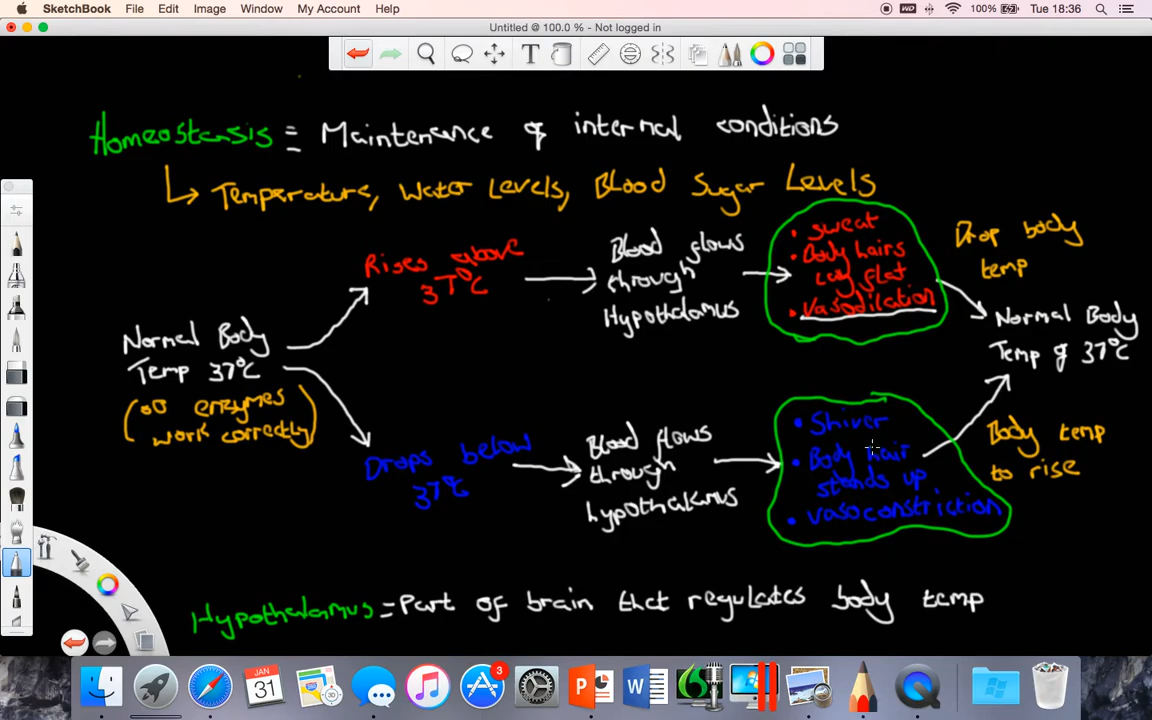 SketchBook File Edit Image Window My Account Help
100% Tue 18:36
Untitled @ 100.0 % - Not logged in
Homeostasis = Maintenance of internal conditions
Temperature, Water Levels, Blood Sugar Levels
Rises above
37°C
Blood flows
through
Hypothalamus
• Sweat
• Body hairs
lay flat
• Vasodilation
Drop body
temp
Normal Body
Temp 37°C
(∞ enzymes
work correctly)
Normal Body
Temp of 37°C
Drops below
37°C
Blood flows
through
hypothalamus
• Shiver
• Body hair
stands up
• vasoconstriction
Body temp
to rise
Hypothalamus = Part of brain that regulates body temp
JAN
31
3